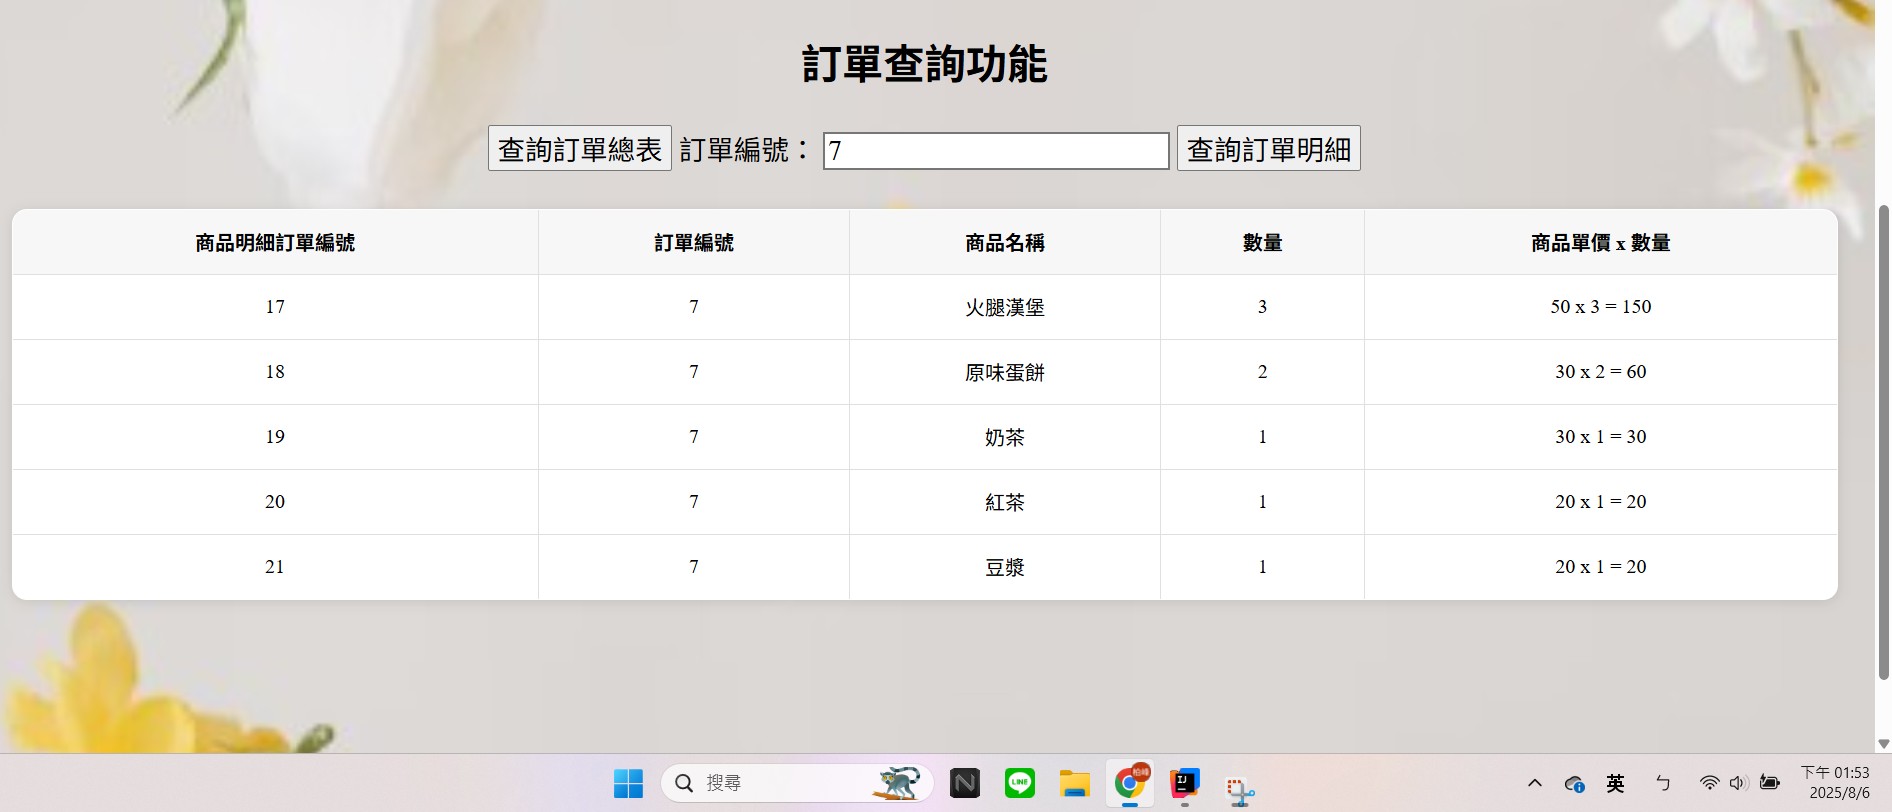 訂單查詢功能
查詢訂單總表 訂單編號： 7 查詢訂單明細
商品明細訂單編號 訂單編號 商品名稱 數量 商品單價 x 數量
17 7 火腿漢堡 3 50 x 3 = 150
18 7 原味蛋餅 2 30 x 2 = 60
19 7 奶茶 1 30 x 1 = 30
20 7 紅茶 1 20 x 1 = 20
21 7 豆漿 1 20 x 1 = 20
搜尋 LINE 柏峰 IJ 英 ㄅ 下午 01:53
2025/8/6